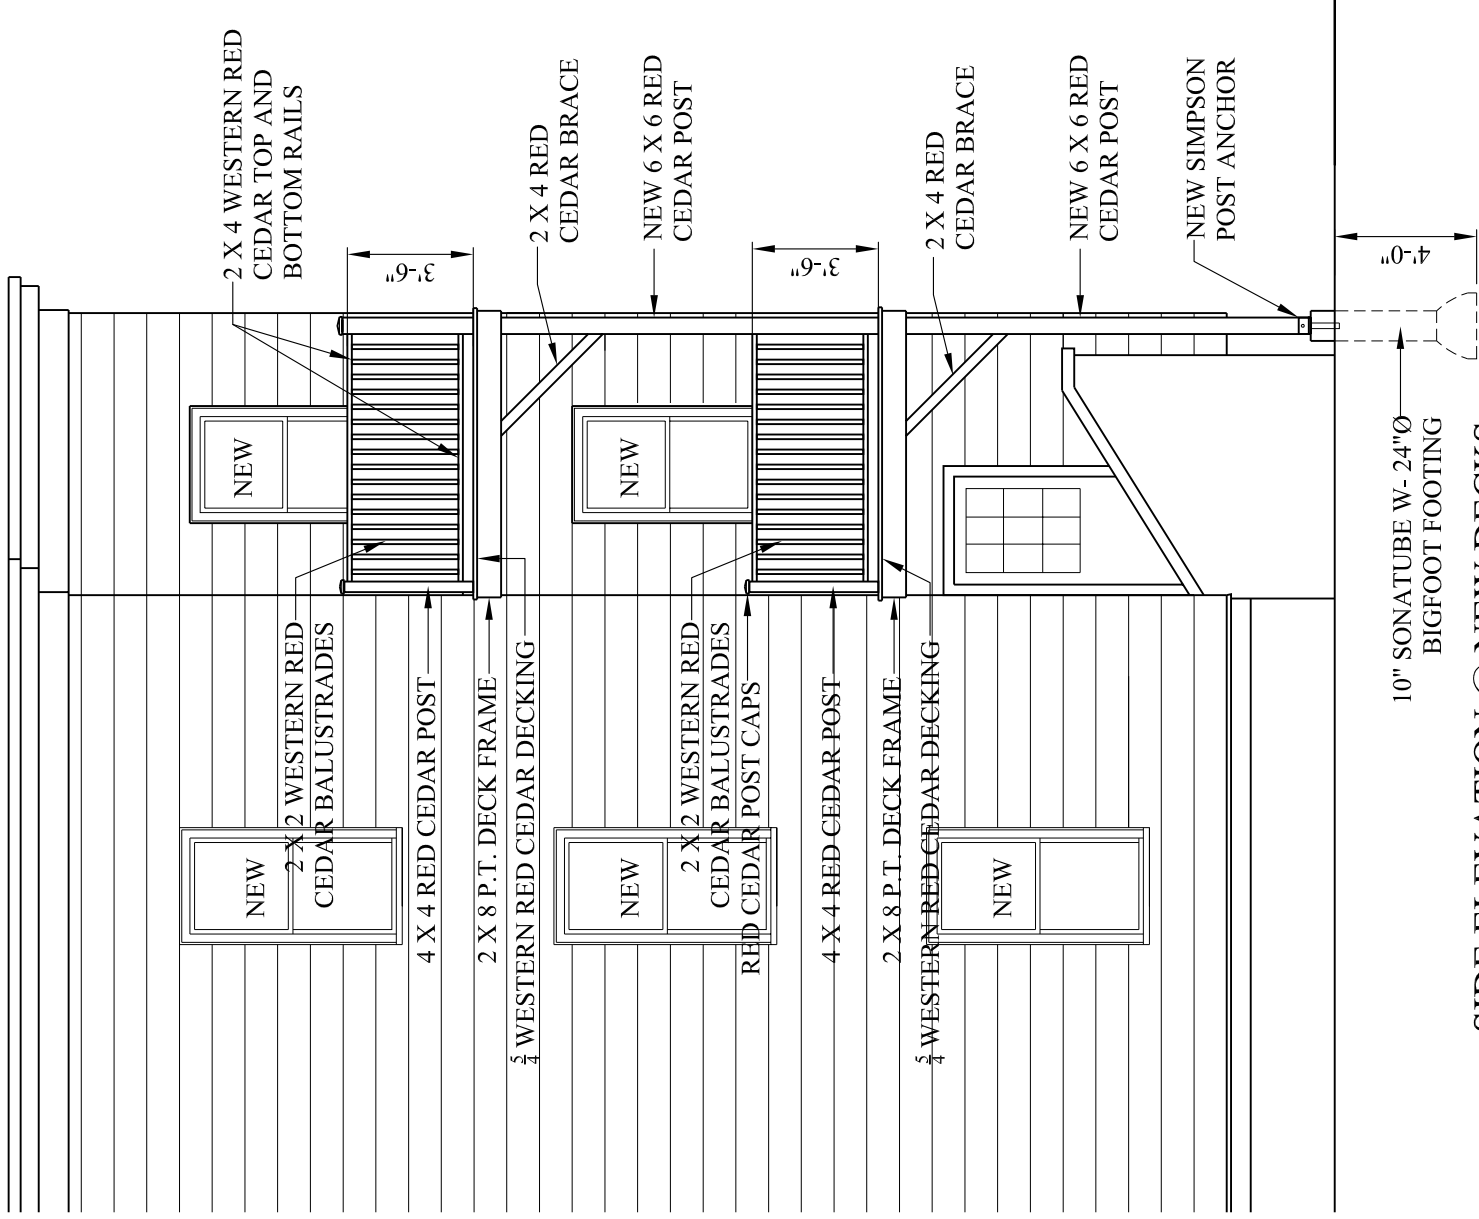 2 X 4 WESTERN RED
CEDAR TOP AND
BOTTOM RAILS
2 X 4 RED
CEDAR BRACE
NEW 6 X 6 RED
CEDAR POST
2 X 4 RED
CEDAR BRACE
NEW 6 X 6 RED
CEDAR POST
NEW SIMPSON
POST ANCHOR
3'-6"
3'-6"
4'-0"
NEW
NEW
2 X 2 WESTERN RED
CEDAR BALUSTRADES
4 X 4 RED CEDAR POST
2 X 8 P.T. DECK FRAME
5/4 WESTERN RED CEDAR DECKING
2 X 2 WESTERN RED
CEDAR BALUSTRADES
RED CEDAR POST CAPS
4 X 4 RED CEDAR POST
2 X 8 P.T. DECK FRAME
5/4 WESTERN RED CEDAR DECKING
10" SONATUBE W- 24"Ø
BIGFOOT FOOTING
NEW
NEW
NEW
SIDE ELEVATION @ NEW DECKS